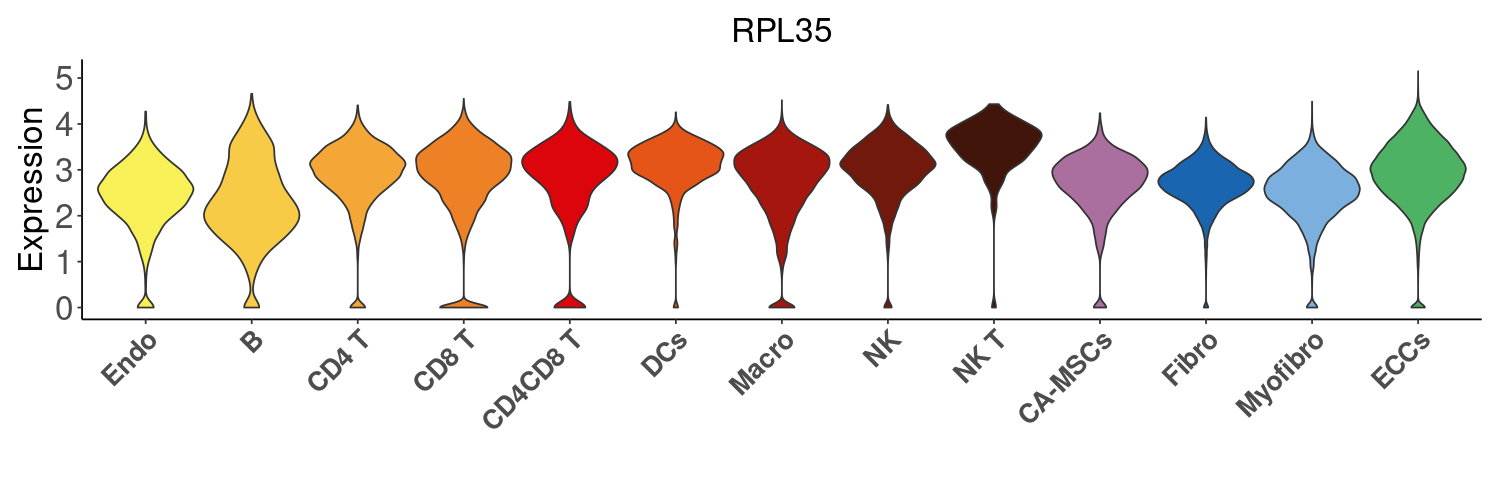 RPL35
Expression
5
4
3
2
1
0
Endo
B
CD4 T
CD8 T
CD4CD8 T
DCs
Macro
NK
NK T
CA-MSCs
Fibro
Myofibro
ECCs